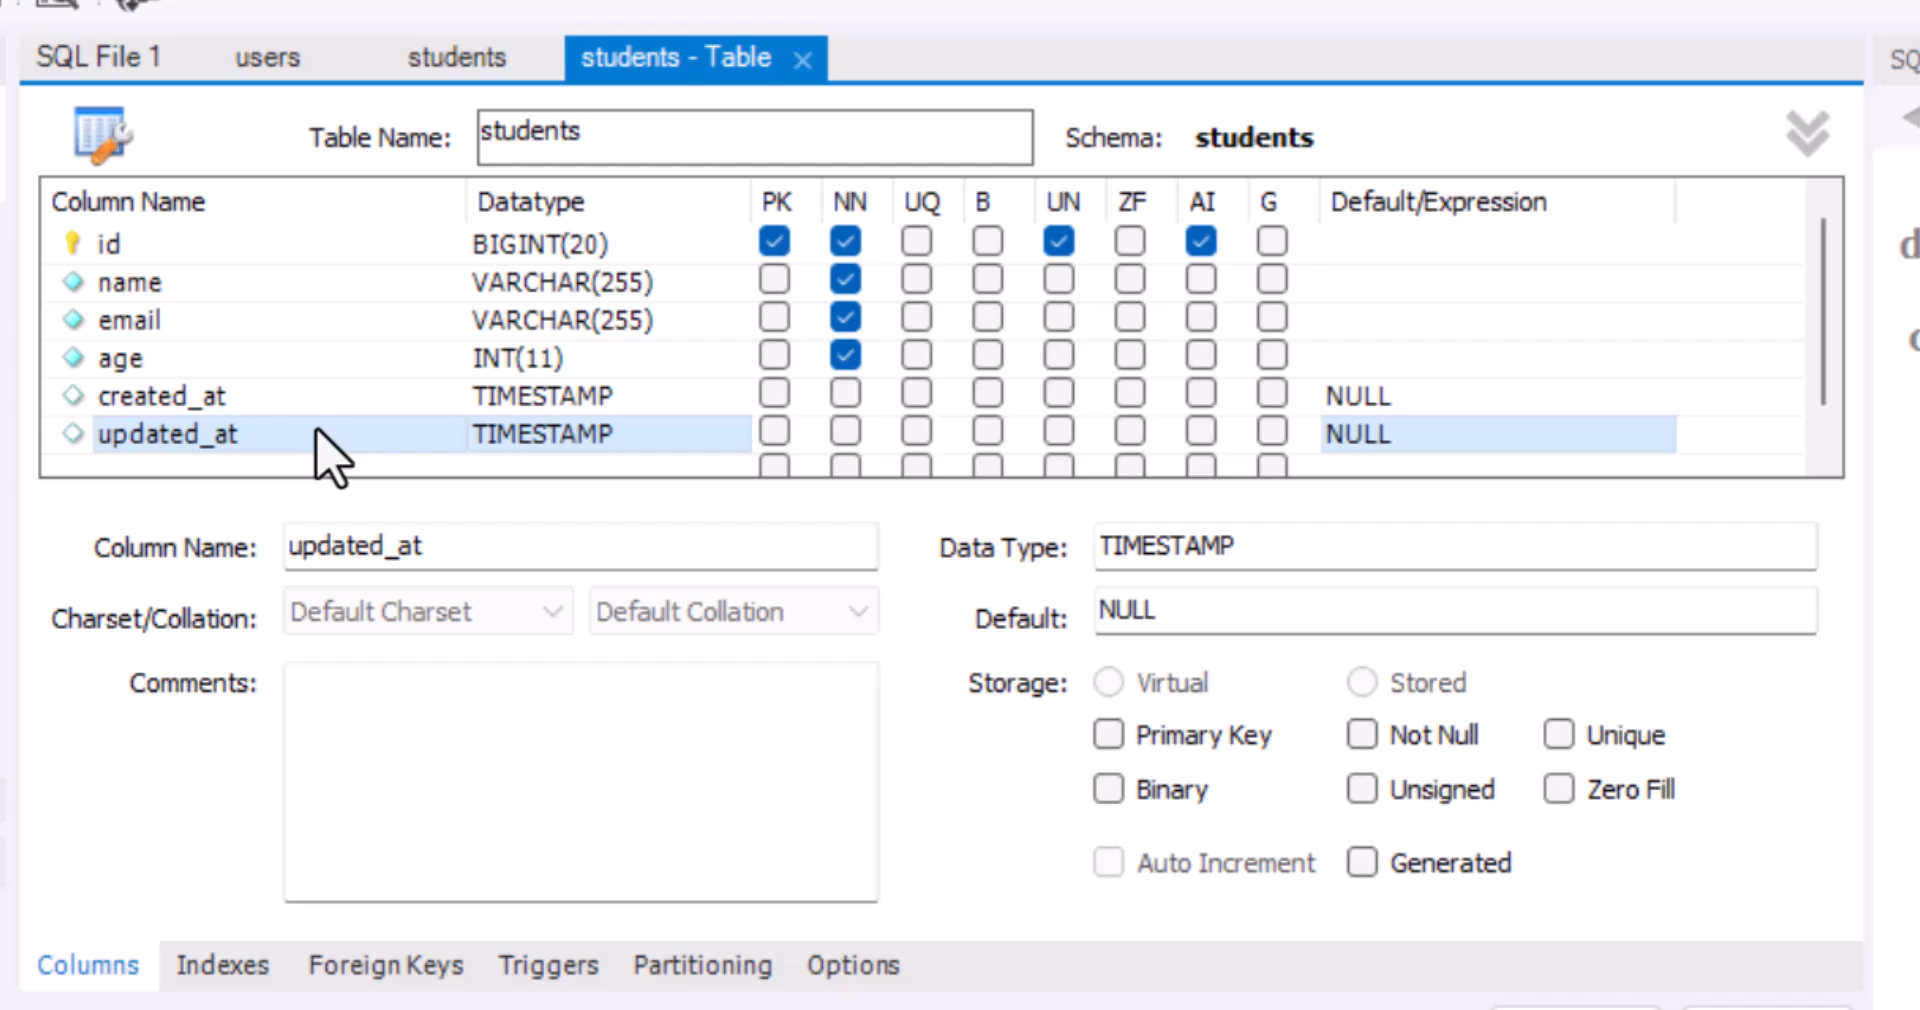 SQL File 1 users students students - Table
SQ
Table Name: students Schema: students
Column Name Datatype PK NN UQ B UN ZF AI G Default/Expression
id BIGINT(20)
name VARCHAR(255)
email VARCHAR(255)
age INT(11)
created_at TIMESTAMP NULL
updated_at TIMESTAMP NULL
Column Name: updated_at Data Type: TIMESTAMP
Charset/Collation: Default Charset Default Collation Default: NULL
Comments: Storage: Virtual Stored
Primary Key Not Null Unique
Binary Unsigned Zero Fill
Auto Increment Generated
Columns Indexes Foreign Keys Triggers Partitioning Options